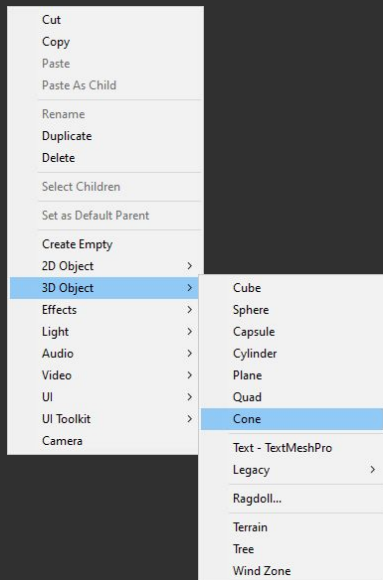 Cut
Copy
Paste
Paste As Child
Rename
Duplicate
Delete
Select Children
Set as Default Parent
Create Empty
2D Object
3D Object
Effects
Light
Audio
Video
UI
UI Toolkit
Camera
Cube
Sphere
Capsule
Cylinder
Plane
Quad
Cone
Text - TextMeshPro
Legacy
Ragdoll...
Terrain
Tree
Wind Zone